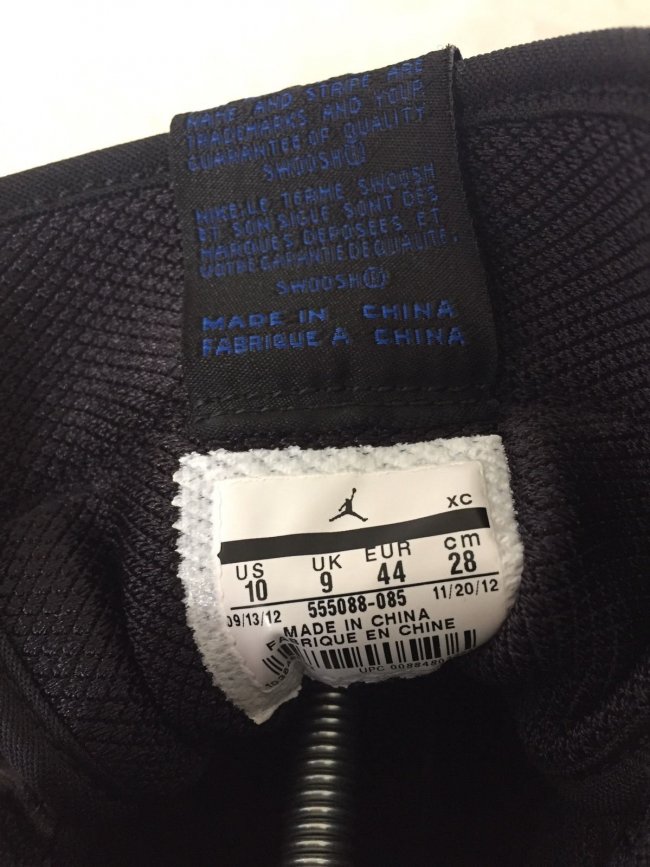 NAME AND STRIPE ARE
TRADEMARKS AND YOUR
GUARANTEE OF QUALITY
SWOOSH®
NIKE, LE TERME SWOOSH
ET SON SIGLE SONT DES
MARQUES DEPOSEES, ET
VOTRE GARANTIE DE QUALITE.
SWOOSH®
MADE IN CHINA
FABRIQUE A CHINA
XC
US UK EUR cm
10 9 44 28
09/13/12 555088-085 11/20/12
MADE IN CHINA
FABRIQUE EN CHINE
UPC 0088480